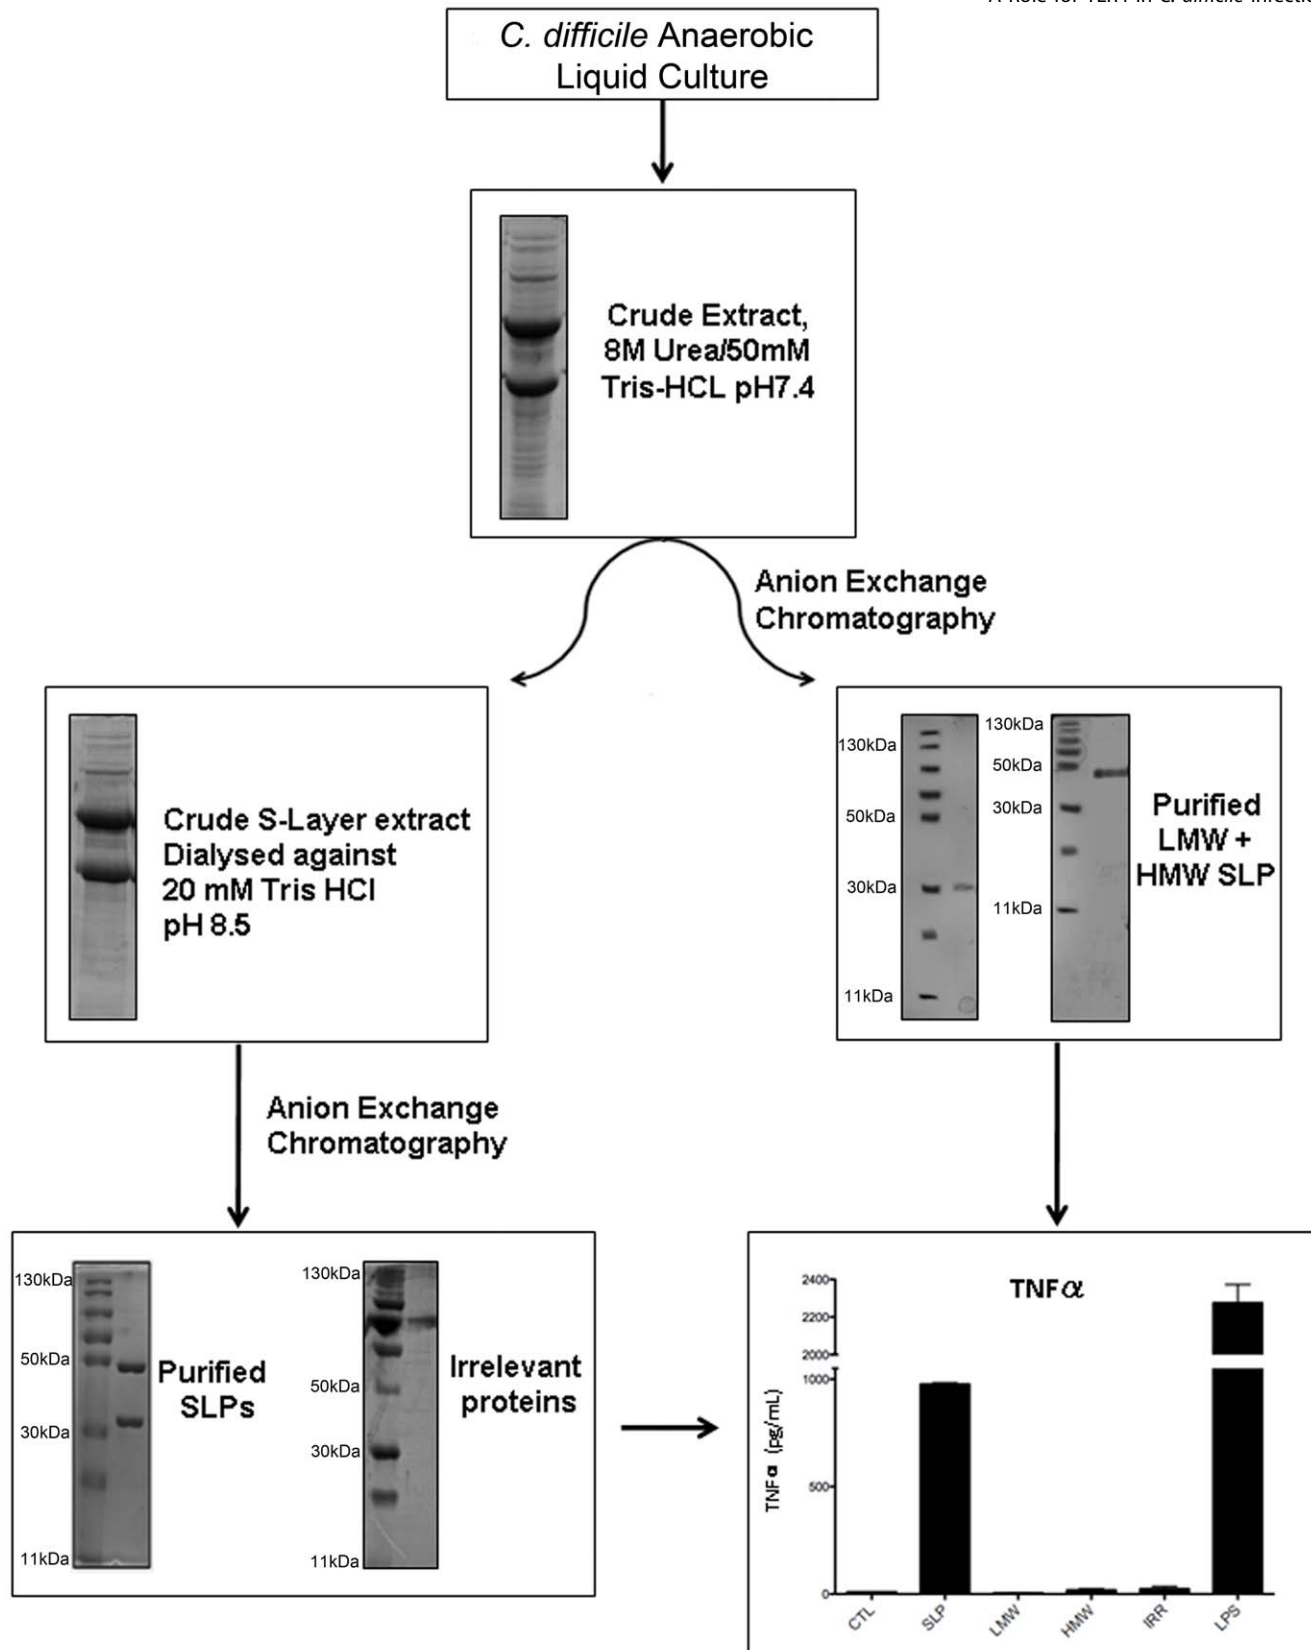 C. difficile Anaerobic
Liquid Culture
Crude Extract,
8M Urea/50mM
Tris-HCL pH7.4
Anion Exchange
Chromatography
Crude S-Layer extract
Dialysed against
20 mM Tris HCl
pH 8.5
130kDa
50kDa
30kDa
11kDa
130kDa
50kDa
30kDa
11kDa
Purified
LMW +
HMW SLP
Anion Exchange
Chromatography
130kDa
50kDa
30kDa
11kDa
Purified
SLPs
130kDa
50kDa
30kDa
11kDa
Irrelevant
proteins
TNFα
TNFα (pg/mL)
2400
2200
2000
1000
500
0
CTL
SLP
LMW
HMW
IRR
LPS